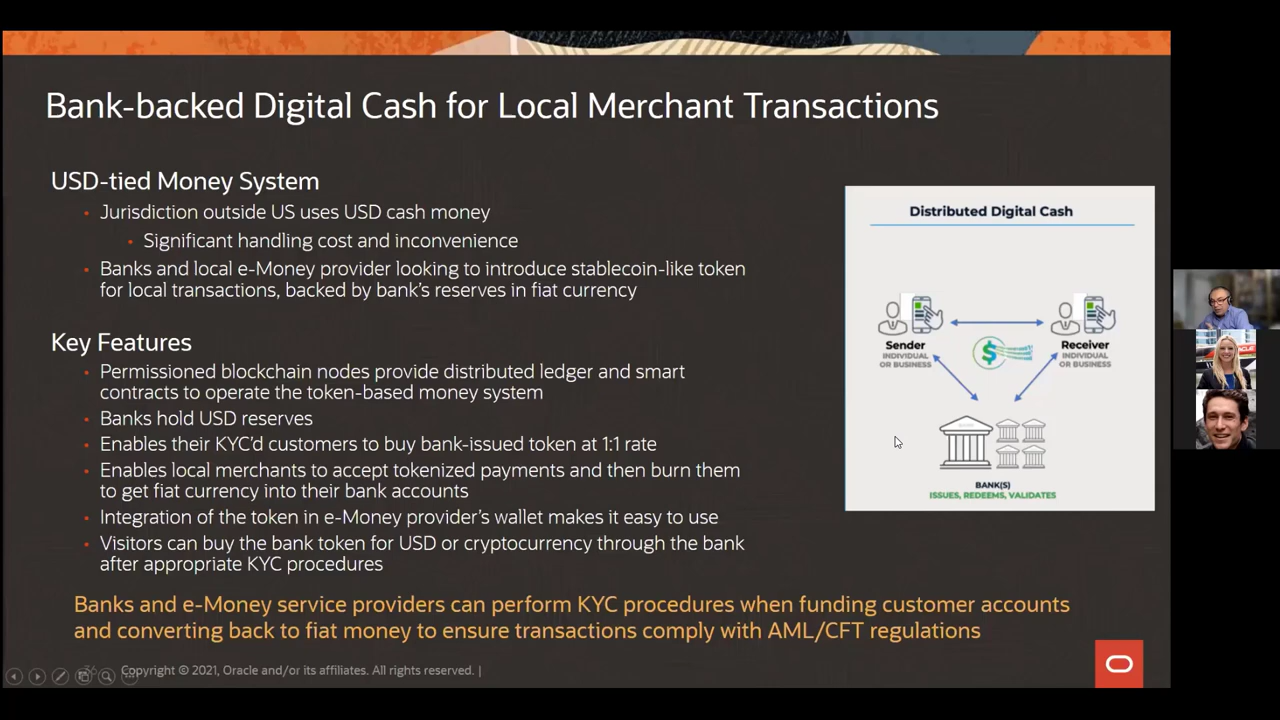 Bank-backed Digital Cash for Local Merchant Transactions
USD-tied Money System
Jurisdiction outside US uses USD cash money
Significant handling cost and inconvenience
Banks and local e-Money provider looking to introduce stablecoin-like token
for local transactions, backed by bank's reserves in fiat currency
Key Features
Permissioned blockchain nodes provide distributed ledger and smart
contracts to operate the token-based money system
Banks hold USD reserves
Enables their KYC'd customers to buy bank-issued token at 1:1 rate
Enables local merchants to accept tokenized payments and then burn them
to get fiat currency into their bank accounts
Integration of the token in e-Money provider's wallet makes it easy to use
Visitors can buy the bank token for USD or cryptocurrency through the bank
after appropriate KYC procedures
Distributed Digital Cash
Sender
INDIVIDUAL
OR BUSINESS
$
Receiver
INDIVIDUAL
OR BUSINESS
BANK(S)
ISSUES, REDEEMS, VALIDATES
Banks and e-Money service providers can perform KYC procedures when funding customer accounts
and converting back to fiat money to ensure transactions comply with AML/CFT regulations
Copyright © 2021, Oracle and/or its affiliates. All rights reserved. |